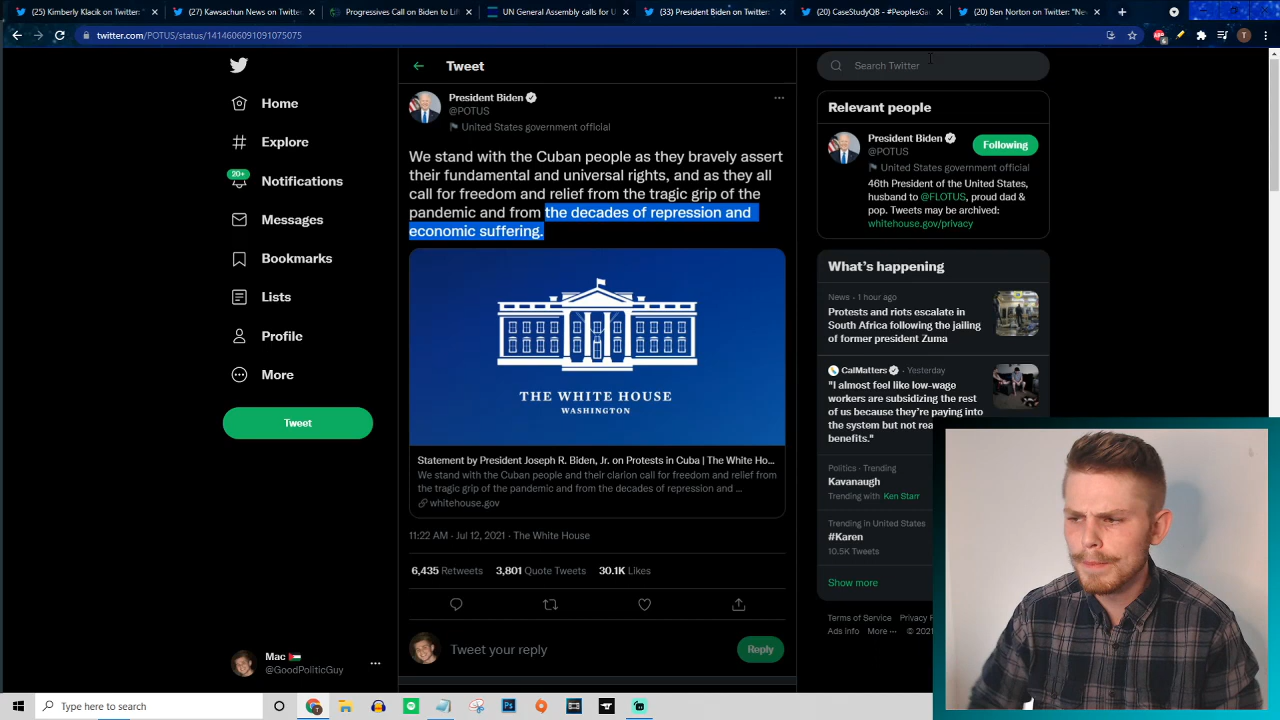 (25) Kimberly Klacik on Twitter: "
(27) Kawsachun News on Twitter
Progressives Call on Biden to Lif
UN General Assembly calls for U
(33) President Biden on Twitter:
(20) CaseStudyQB - #PeoplesGa
(20) Ben Norton on Twitter: "Ne
twitter.com/POTUS/status/1414606091091075075
Tweet
Search Twitter
Home
Explore
20+
Notifications
Messages
Bookmarks
Lists
Profile
More
Tweet
Mac
@GoodPoliticGuy
President Biden
@POTUS
United States government official
We stand with the Cuban people as they bravely assert
their fundamental and universal rights, and as they all
call for freedom and relief from the tragic grip of the
pandemic and from the decades of repression and
economic suffering.
THE WHITE HOUSE
WASHINGTON
Statement by President Joseph R. Biden, Jr. on Protests in Cuba | The White Ho...
We stand with the Cuban people and their clarion call for freedom and relief from
the tragic grip of the pandemic and from the decades of repression and ...
whitehouse.gov
11:22 AM · Jul 12, 2021 · The White House
6,435 Retweets 3,801 Quote Tweets 30.1K Likes
Tweet your reply
Reply
Relevant people
President Biden
@POTUS
Following
United States government official
46th President of the United States,
husband to @FLOTUS, proud dad &
pop. Tweets may be archived:
whitehouse.gov/privacy
What's happening
News · 1 hour ago
Protests and riots escalate in
South Africa following the jailing
of former president Zuma
CalMatters · Yesterday
"I almost feel like low-wage
workers are subsidizing the rest
of us because they're paying into
the system but not rea
benefits."
Politics · Trending
Kavanaugh
Trending with Ken Starr
Trending in United States
#Karen
10.5K Tweets
Show more
Terms of Service Privacy P
Ads Info More ··· © 2021
Type here to search